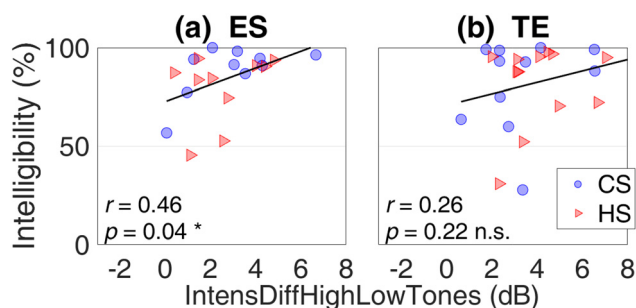 (a) ES
(b) TE
Intelligibility (%)
100
50
0
r = 0.46
p = 0.04 *
r = 0.26
p = 0.22 n.s.
CS
HS
-2 0 2 4 6 8
-2 0 2 4 6 8
IntensDiffHighLowTones (dB)